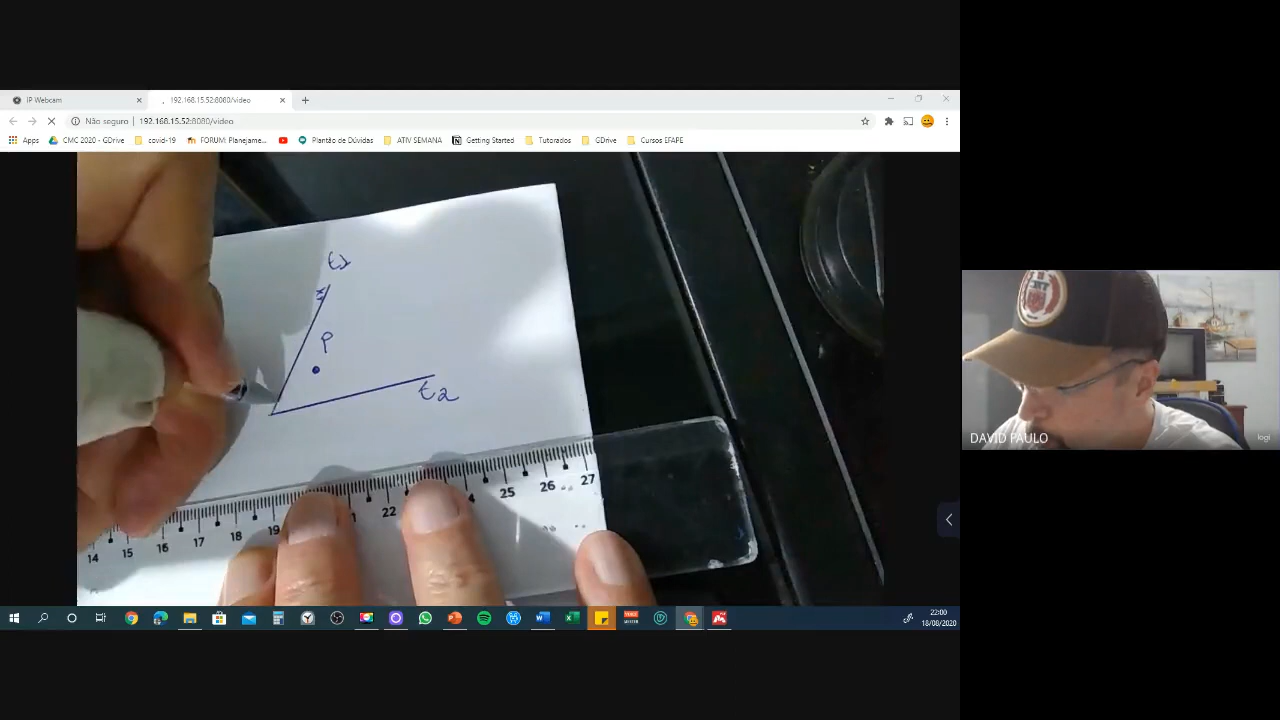 IP Webcam
192.168.15.52:8080/video
Não seguro
192.168.15.52:8080/video
Apps
CMC 2020 - GDrive
covid-19
FORUM: Planejame...
Plantão de Dúvidas
ATIV SEMANA
Getting Started
Tutorados
GDrive
Cursos EFAPE
P
t2
14 15 16 17 18 19 22 25 26 27
DAVID PAULO
logi
22:00
18/08/2020